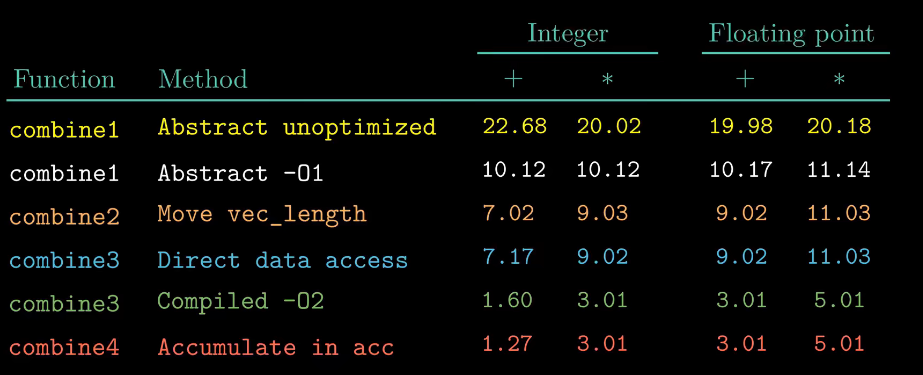 Integer Floating point
Function Method + * + *
combine1 Abstract unoptimized 22.68 20.02 19.98 20.18
combine1 Abstract -O1 10.12 10.12 10.17 11.14
combine2 Move vec_length 7.02 9.03 9.02 11.03
combine3 Direct data access 7.17 9.02 9.02 11.03
combine3 Compiled -O2 1.60 3.01 3.01 5.01
combine4 Accumulate in acc 1.27 3.01 3.01 5.01